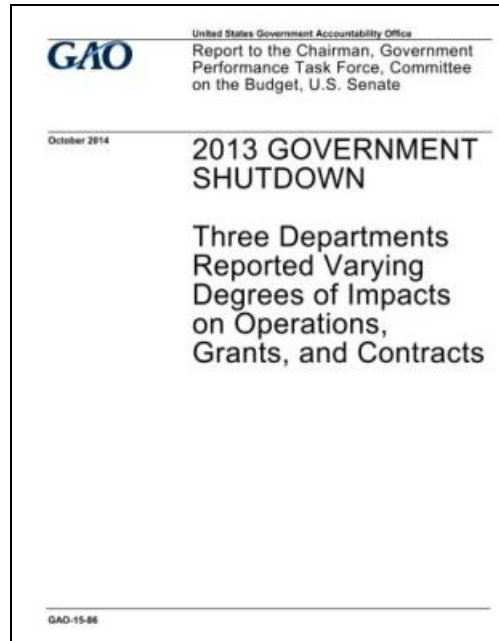 United States Government Accountability Office
GAO
Report to the Chairman, Government
Performance Task Force, Committee
on the Budget, U.S. Senate
October 2014
2013 GOVERNMENT
SHUTDOWN
Three Departments
Reported Varying
Degrees of Impacts
on Operations,
Grants, and Contracts
GAO-15-86